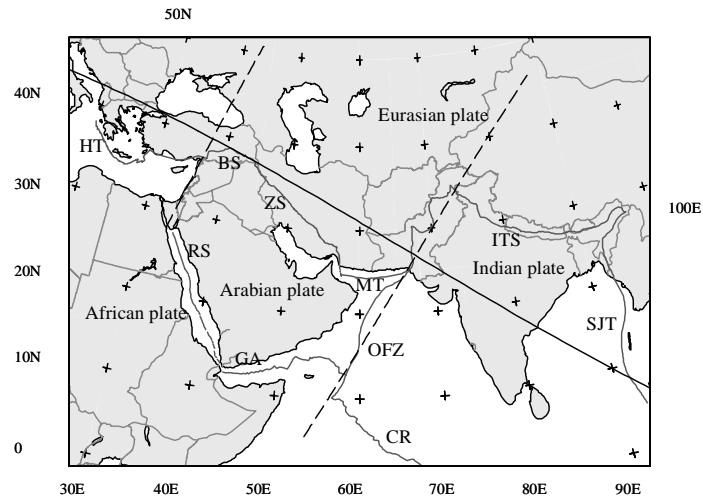 50N
40N
Eurasian plate
HT
BS
30N
ZS
100E
ITS
RS
Indian plate
20N
MT
Arabian plate
African plate
SJT
OFZ
10N
GA
CR
0
30E 40E 50E 60E 70E 80E 90E